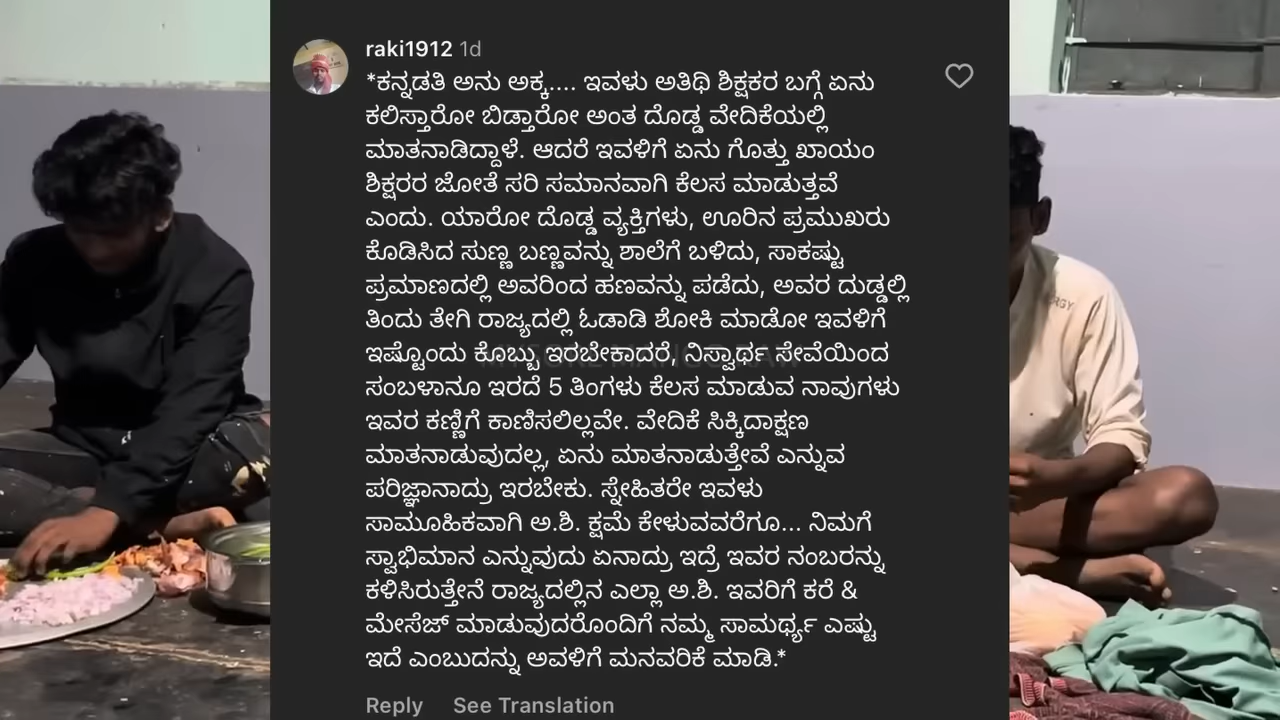 raki1912 1d
*ಕನ್ನಡತಿ ಅನು ಅಕ್ಕ.... ಇವಳು ಅತಿಥಿ ಶಿಕ್ಷಕರ ಬಗ್ಗೆ ಏನು
ಕಲಿಸ್ತಾರೋ ಬಿಡ್ತಾರೋ ಅಂತ ದೊಡ್ಡ ವೇದಿಕೆಯಲ್ಲಿ
ಮಾತನಾಡಿದ್ದಾಳೆ. ಆದರೆ ಇವಳಿಗೆ ಏನು ಗೊತ್ತು ಖಾಯಂ
ಶಿಕ್ಷರರ ಜೋತೆ ಸರಿ ಸಮಾನವಾಗಿ ಕೆಲಸ ಮಾಡುತ್ತವೆ
ಎಂದು. ಯಾರೋ ದೊಡ್ಡ ವ್ಯಕ್ತಿಗಳು, ಊರಿನ ಪ್ರಮುಖರು
ಕೊಡಿಸಿದ ಸುಣ್ಣ ಬಣ್ಣವನ್ನು ಶಾಲೆಗೆ ಬಳಿದು, ಸಾಕಷ್ಟು
ಪ್ರಮಾಣದಲ್ಲಿ ಅವರಿಂದ ಹಣವನ್ನು ಪಡೆದು, ಅವರ ದುಡ್ಡಲ್ಲಿ
ತಿಂದು ತೇಗಿ ರಾಜ್ಯದಲ್ಲಿ ಓಡಾಡಿ ಶೋಕಿ ಮಾಡೋ ಇವಳಿಗೆ
ಇಷ್ಟೊಂದು ಕೊಬ್ಬು ಇರಬೇಕಾದರೆ, ನಿಸ್ವಾರ್ಥ ಸೇವೆಯಿಂದ
ಸಂಬಳಾನೂ ಇರದೆ 5 ತಿಂಗಳು ಕೆಲಸ ಮಾಡುವ ನಾವುಗಳು
ಇವರ ಕಣ್ಣಿಗೆ ಕಾಣಿಸಲಿಲ್ಲವೇ. ವೇದಿಕೆ ಸಿಕ್ಕಿದಾಕ್ಷಣ
ಮಾತನಾಡುವುದಲ್ಲ, ಏನು ಮಾತನಾಡುತ್ತೇವೆ ಎನ್ನುವ
ಪರಿಜ್ಞಾನಾದ್ರು ಇರಬೇಕು. ಸ್ನೇಹಿತರೇ ಇವಳು
ಸಾಮೂಹಿಕವಾಗಿ ಅ.ಶಿ. ಕ್ಷಮೆ ಕೇಳುವವರೆಗೂ... ನಿಮಗೆ
ಸ್ವಾಭಿಮಾನ ಎನ್ನುವುದು ಏನಾದ್ರು ಇದ್ರೆ ಇವರ ನಂಬರನ್ನು
ಕಳಿಸಿರುತ್ತೇನೆ ರಾಜ್ಯದಲ್ಲಿನ ಎಲ್ಲಾ ಅ.ಶಿ. ಇವರಿಗೆ ಕರೆ &
ಮೇಸೆಜ್ ಮಾಡುವುದರೊಂದಿಗೆ ನಮ್ಮ ಸಾಮರ್ಥ್ಯ ಎಷ್ಟು
ಇದೆ ಎಂಬುದನ್ನು ಅವಳಿಗೆ ಮನವರಿಕೆ ಮಾಡಿ.*
Reply See Translation